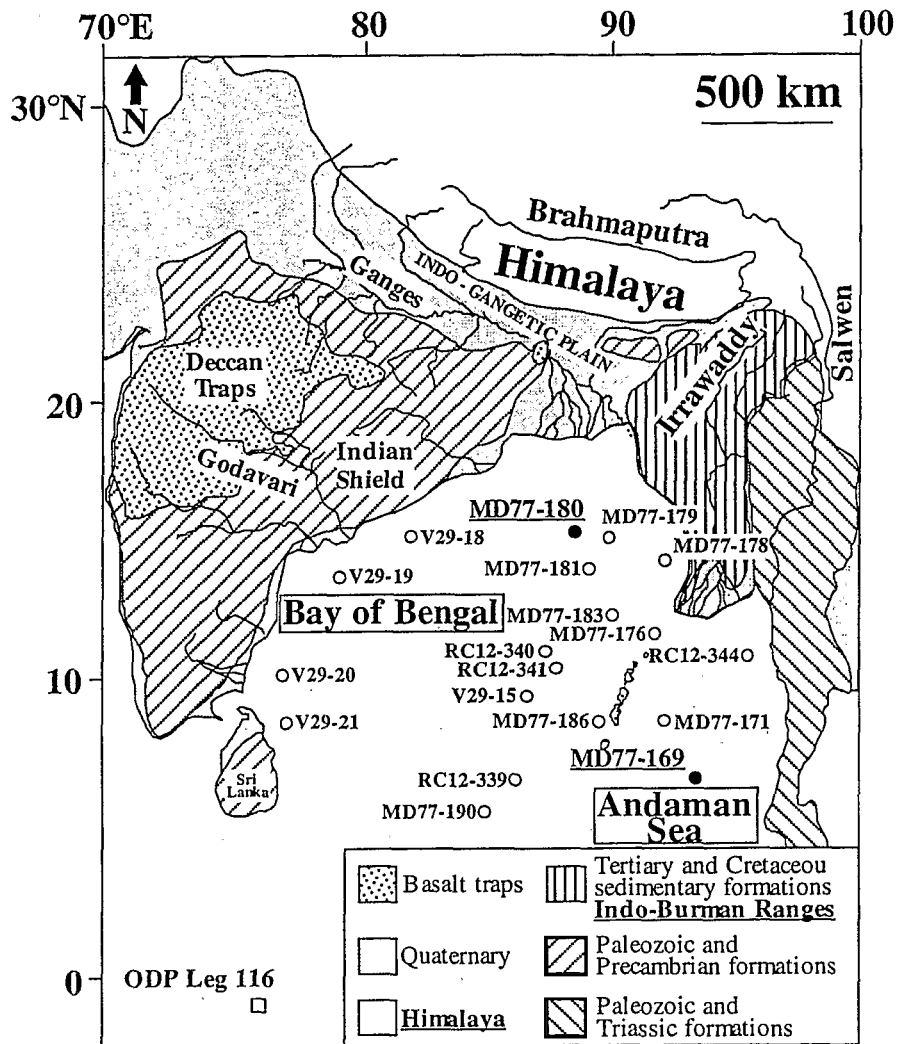 70°E 80 90 100
30°N
N
500 km
Brahmaputra
Himalaya
INDO - GANGETIC PLAIN
Ganges
Salwen
Irrawaddy
Deccan
Traps
20
Godavari
Indian
Shield
MD77-180
MD77-179
V29-18
MD77-178
MD77-181
V29-19
Bay of Bengal
MD77-183
MD77-176
RC12-340
RC12-344
RC12-341
10
V29-20
V29-15
V29-21
MD77-186
MD77-171
MD77-169
Sri
Lanka
RC12-339
MD77-190
Andaman
Sea
Basalt traps
Tertiary and Cretaceou
sedimentary formations
Indo-Burman Ranges
Quaternary
Paleozoic and
Precambrian formations
0
ODP Leg 116
Himalaya
Paleozoic and
Triassic formations